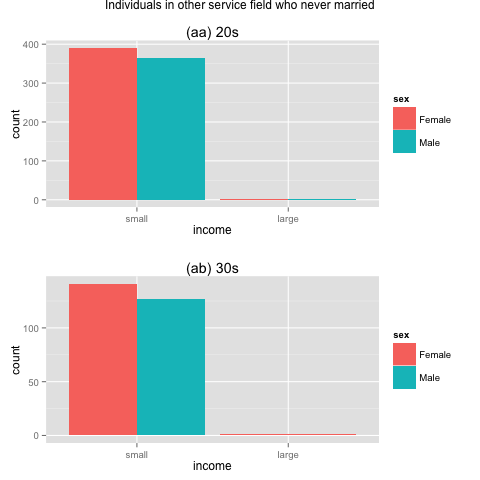 Individuals in other service field who never married
(aa) 20s
400
300
200
100
0
count
small large
income
sex
Female
Male
(ab) 30s
100
50
0
count
small large
income
sex
Female
Male